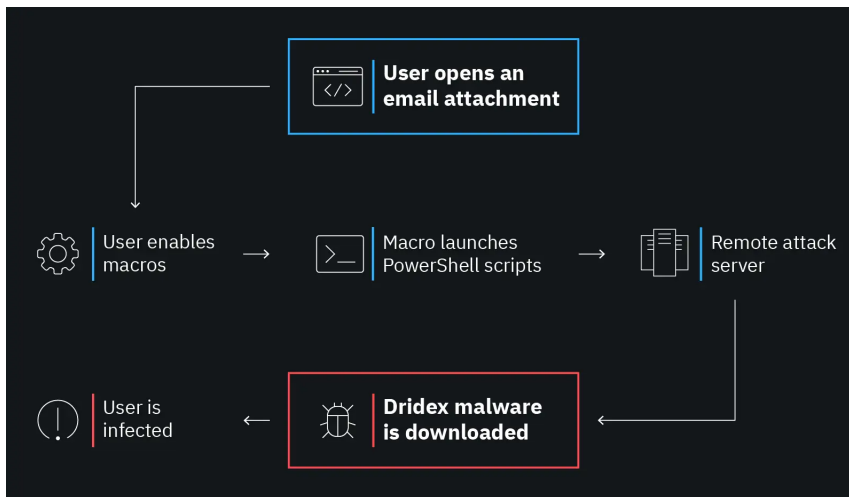 User opens an
email attachment
User enables
macros
Macro launches
PowerShell scripts
Remote attack
server
Dridex malware
is downloaded
User is
infected